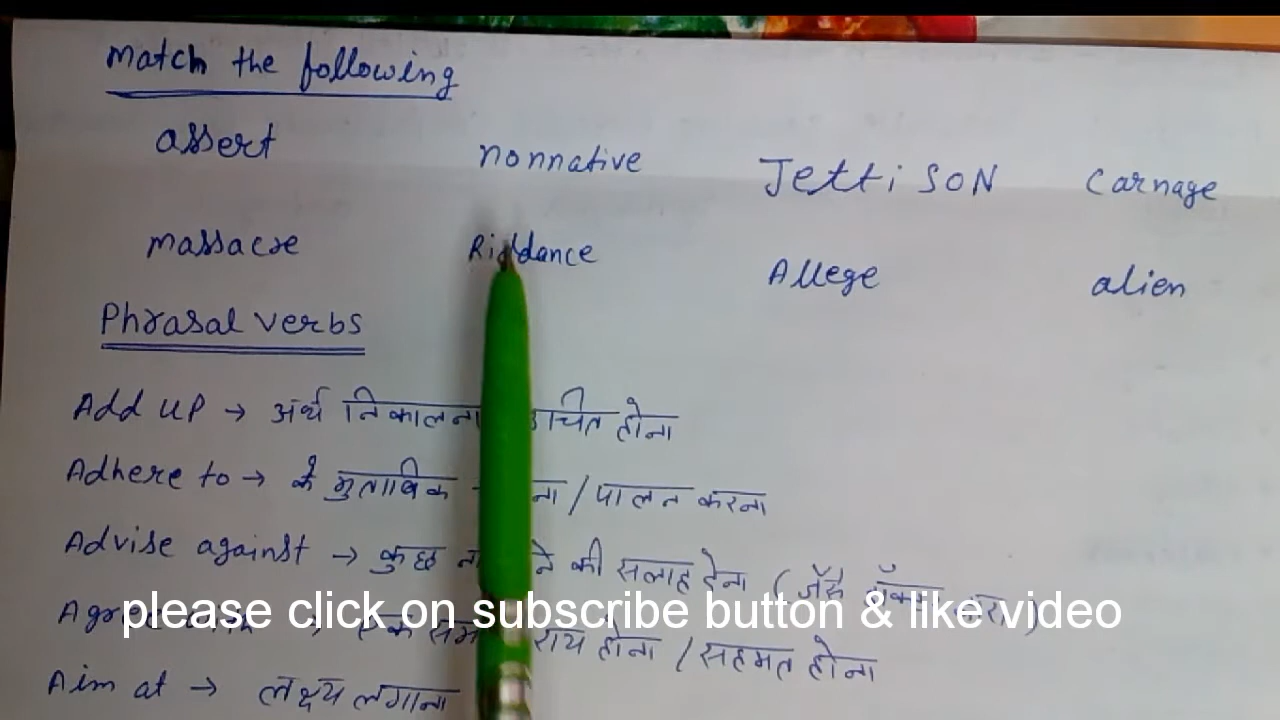 Match the following
assert nonnative JettiSON Carnage
massacre Riddance Allege alien
Phrasal verbs
Add UP → अर्थ निकालना उचित होना
Adhere to → के मुताबिक / पालन करना
Advise against → कुछ की सलाह देना (जैसे
please click on subscribe button & like video
राय होना / सहमत होना
Aim at → लक्ष्य लगाना